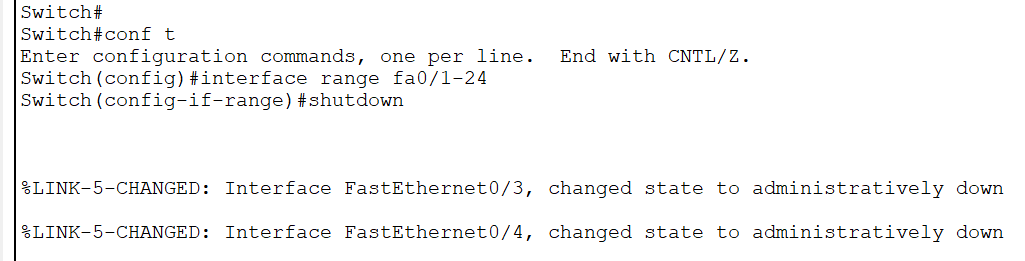 Switch#
Switch#conf t
Enter configuration commands, one per line.  End with CNTL/Z.
Switch(config)#interface range fa0/1-24
Switch(config-if-range)#shutdown
%LINK-5-CHANGED: Interface FastEthernet0/3, changed state to administratively down
%LINK-5-CHANGED: Interface FastEthernet0/4, changed state to administratively down